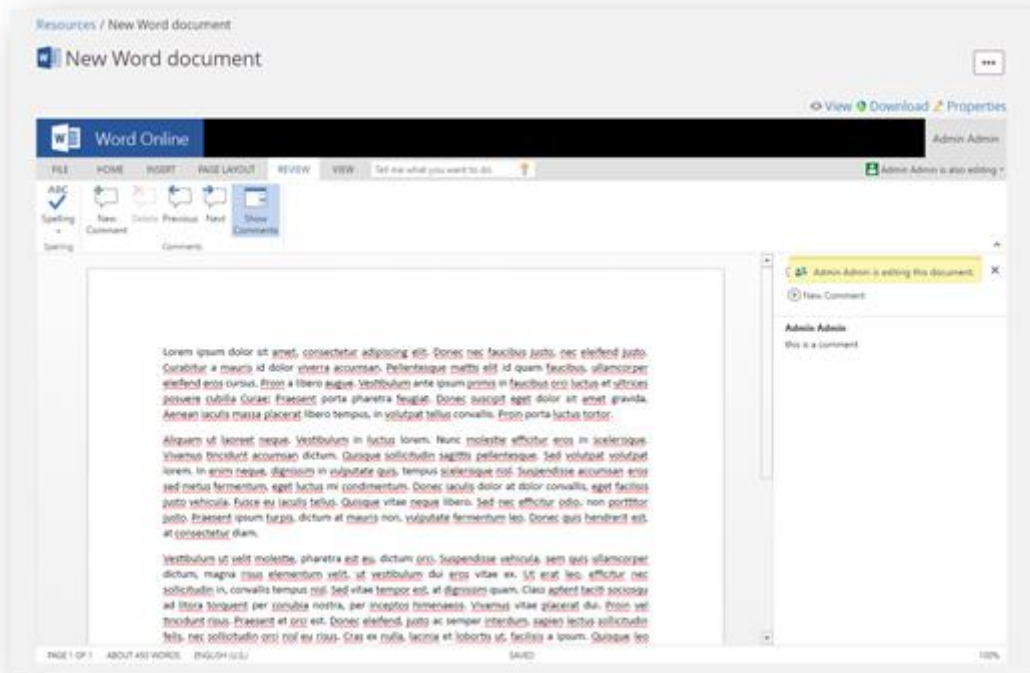 Resources / New Word document
New Word document
•••
View Download Properties
Word Online
Admin Admin
FILE HOME INSERT PAGE LAYOUT REVIEW VIEW Tell me what you want to do
Admin Admin is also editing
ABC
Spelling New Comment Delete Previous Next Show Comments
Spelling Comments
Admin Admin is editing this document.
New Comment
Admin Admin
this is a comment
Lorem ipsum dolor sit amet, consectetur adipiscing elit. Donec nec faucibus justo, nec eleifend justo.
Curabitur a mauris id dolor viverra accumsan. Pellentesque mattis elit id quam faucibus, ullamcorper
eleifend eros cursus. Proin a libero augue. Vestibulum ante ipsum primis in faucibus orci luctus et ultrices
posuere cubilia Curae; Praesent porta pharetra feugiat. Donec suscipit eget dolor sit amet gravida.
Aenean iaculis massa placerat libero tempus, in volutpat tellus convallis. Proin porta luctus tortor.
Aliquam ut laoreet neque. Vestibulum in luctus lorem. Nunc molestie efficitur eros in scelerisque.
Vivamus tincidunt accumsan dictum. Quisque sollicitudin sagittis pellentesque. Sed volutpat volutpat
lorem. In enim neque, dignissim in vulputate quis, tempus scelerisque nisl. Suspendisse accumsan eros
sed metus fermentum, eget luctus mi condimentum. Donec iaculis dolor at dolor convallis, eget facilisis
justo vehicula. Fusce eu iaculis tellus. Quisque vitae neque libero. Sed nec efficitur odio, non porttitor
justo. Praesent ipsum turpis, dictum at mauris non, vulputate fermentum leo. Donec quis hendrerit est,
at consectetur diam.
Vestibulum ut velit molestie, pharetra est eu, dictum orci. Suspendisse vehicula, sem quis ullamcorper
dictum, magna risus elementum velit, ut vestibulum dui eros vitae ex. Ut erat leo, efficitur nec
sollicitudin in, convallis tempus nisl. Sed vitae tempor est, at dignissim quam. Class aptent taciti sociosqu
ad litora torquent per conubia nostra, per inceptos himenaeos. Vivamus vitae placerat dui. Proin vel
tincidunt risus. Praesent et orci est. Donec eleifend, justo ac semper interdum, sapien lectus sollicitudin
felis, nec sollicitudin orci nisl eu risus. Cras ex nulla, lacinia et lobortis ut, facilisis a ipsum. Quisque leo
PAGE 1 OF 1 ABOUT 450 WORDS ENGLISH (U.S.) SAVED 100%